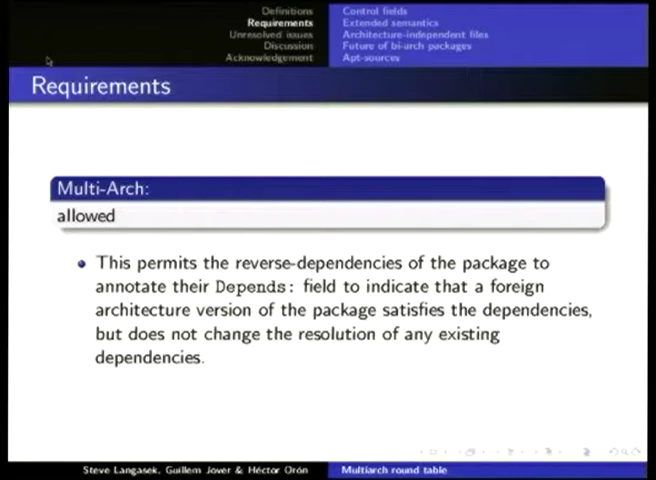 Definitions
Requirements
Unresolved issues
Discussion
Acknowledgement
Control fields
Extended semantics
Architecture-independent files
Future of bi-arch packages
Apt-sources
Requirements
Multi-Arch:
allowed
This permits the reverse-dependencies of the package to
annotate their Depends: field to indicate that a foreign
architecture version of the package satisfies the dependencies,
but does not change the resolution of any existing
dependencies.
Steve Langasek, Guillem Jover & Héctor Orón
Multiarch round table